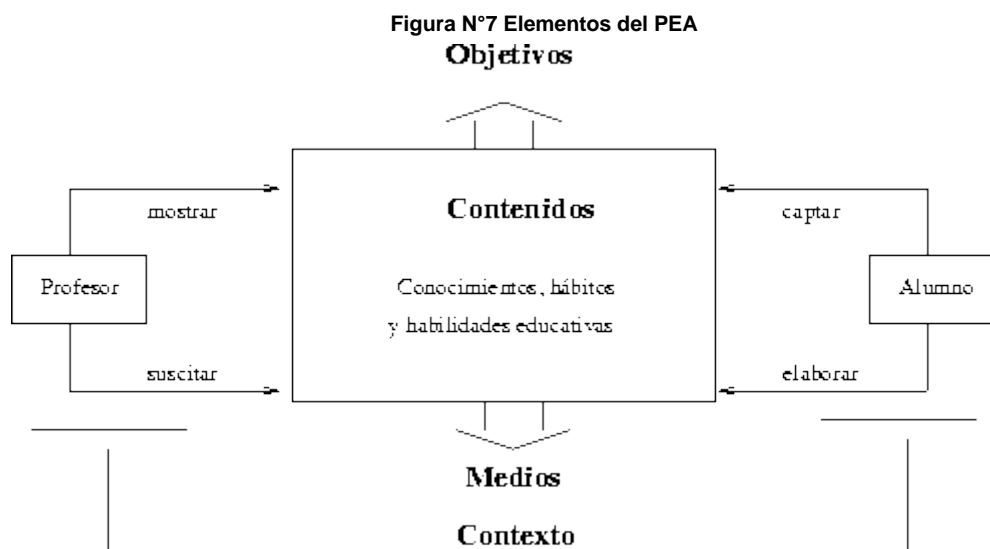 Figura N°7 Elementos del PEA
Objetivos
mostrar
Contenidos
captar
Profesor
Conocimientos, hábitos
y habilidades educativas
Alumno
suscitar
elaborar
Medios
Contexto